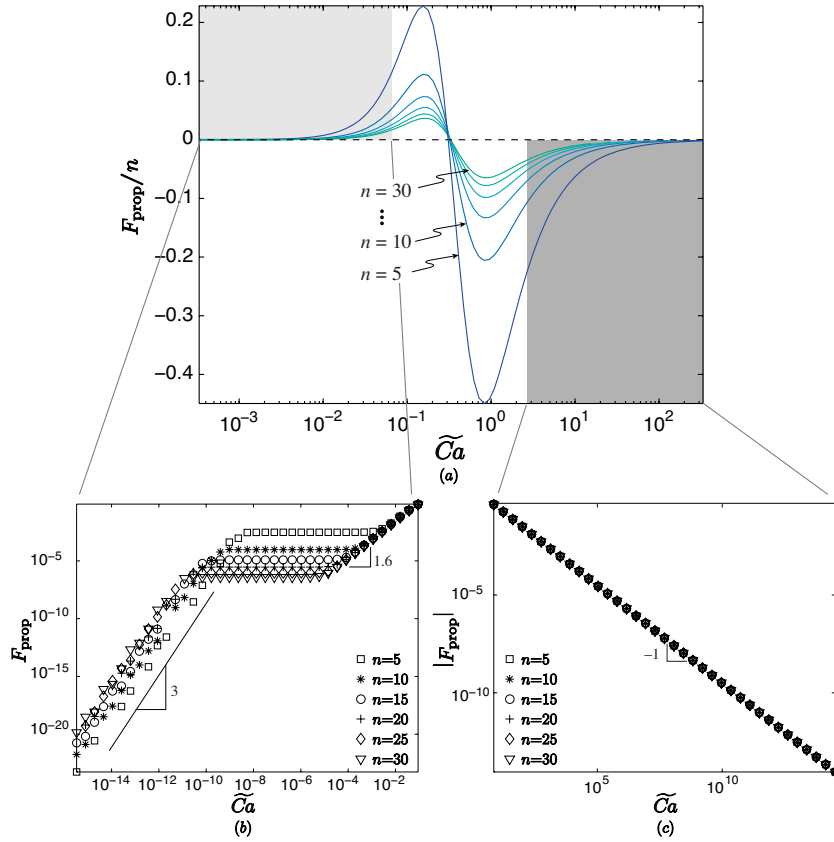 0.2
0.1
0
−0.1
−0.2
−0.3
−0.4
F_prop/n
n = 30
n = 10
n = 5
10^−3 10^−2 10^−1 10^0 10^1 10^2
C̃a
(a)
10^−5
10^−10
10^−15
10^−20
F_prop
1.6
3
n=5
n=10
n=15
n=20
n=25
n=30
10^−14 10^−12 10^−10 10^−8 10^−6 10^−4 10^−2
C̃a
(b)
10^−5
10^−10
|F_prop|
−1
n=5
n=10
n=15
n=20
n=25
n=30
10^5 10^10
C̃a
(c)